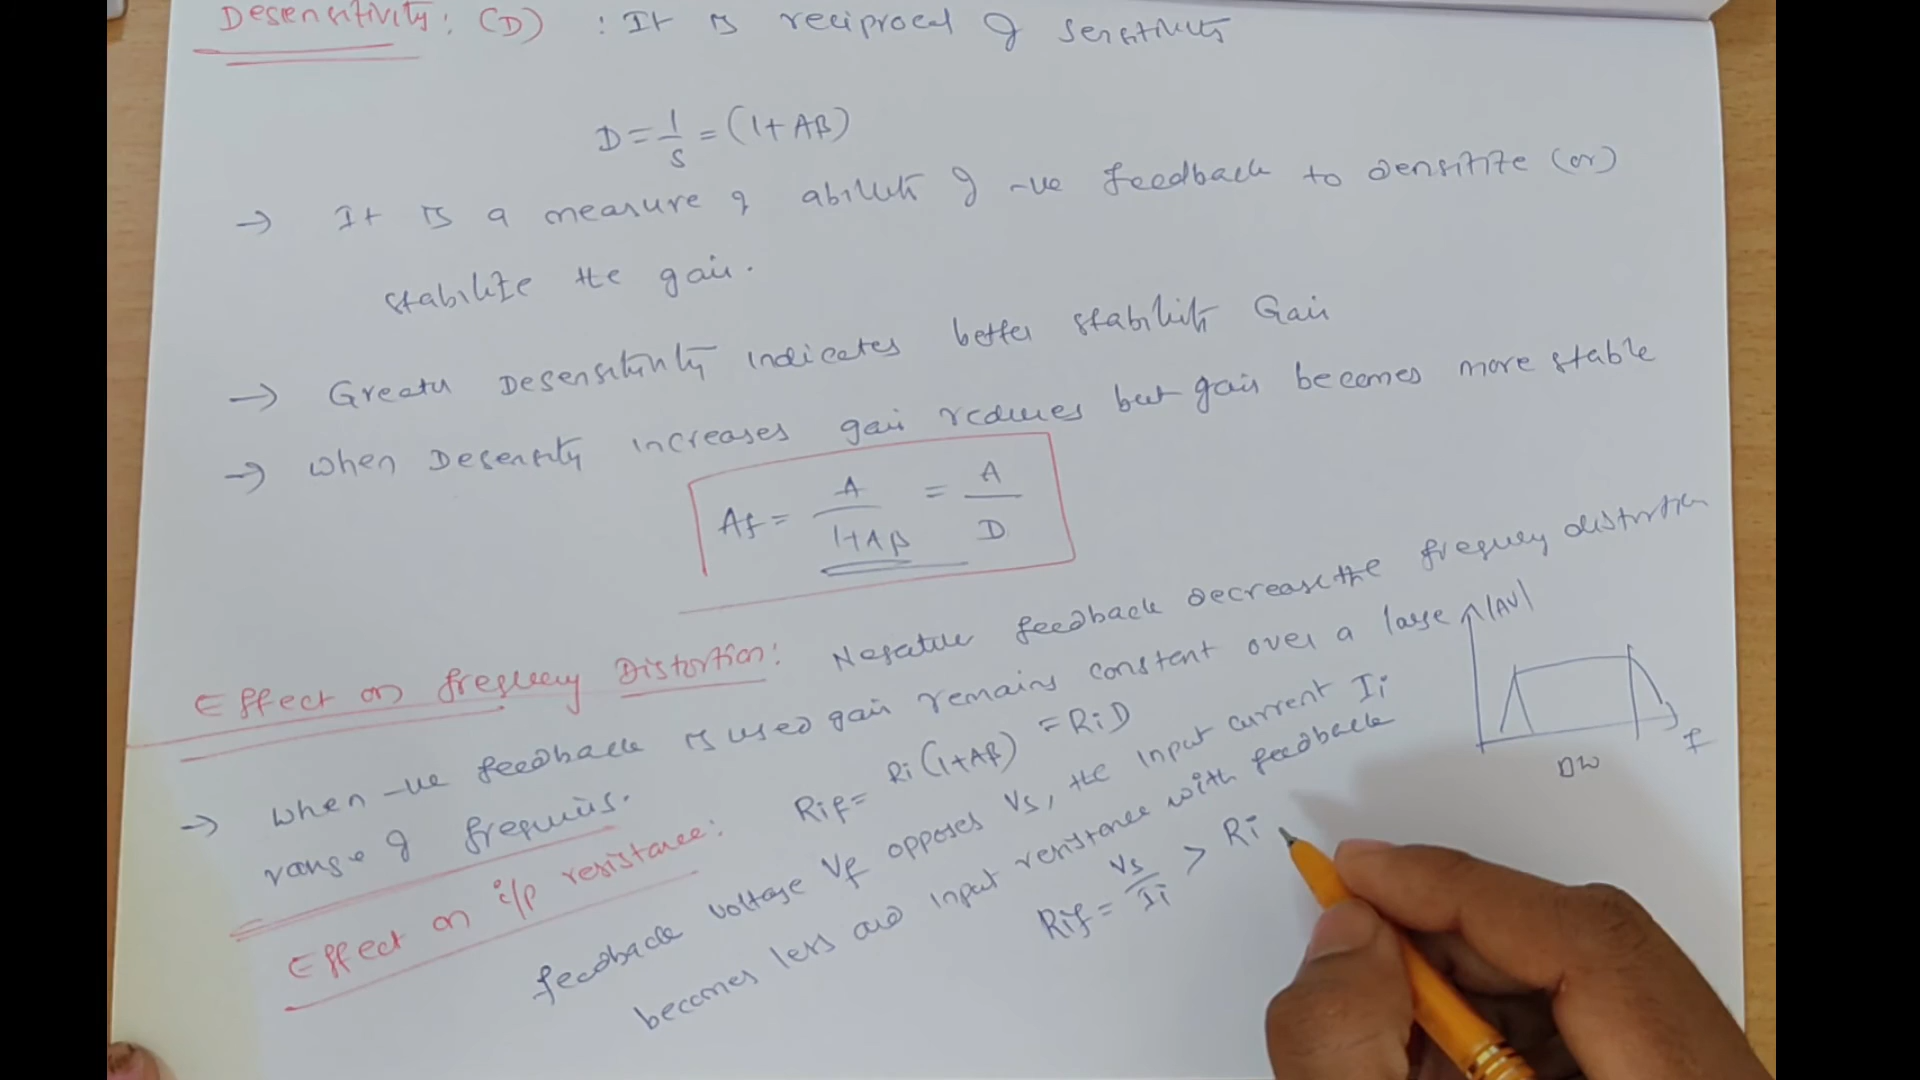 Desensitivity: (D) : It is reciprocal of sensitivity
D = 1/S = (1+Aβ)
→ It is a measure of ability of -ve feedback to densitize (or)
stabilize the gain.
→ Greater Desensitivity indicates better stability Gain
→ When Desensity increases gain reduces but gain becomes more stable
Af = A/(1+Aβ) = A/D
Effect on frequency Distortion: Negative feedback decrease the frequency distortion
→ When -ve feedback is used gain remains constant over a large
range of frequencies.
|AV|
f
BW
Effect on i/p resistance: Rif = Ri(1+Aβ) = RiD
feedback voltage Vf opposes Vs, the input current Ii
becomes less and input resistance with feedback
Rif = Vs/Ii > Ri